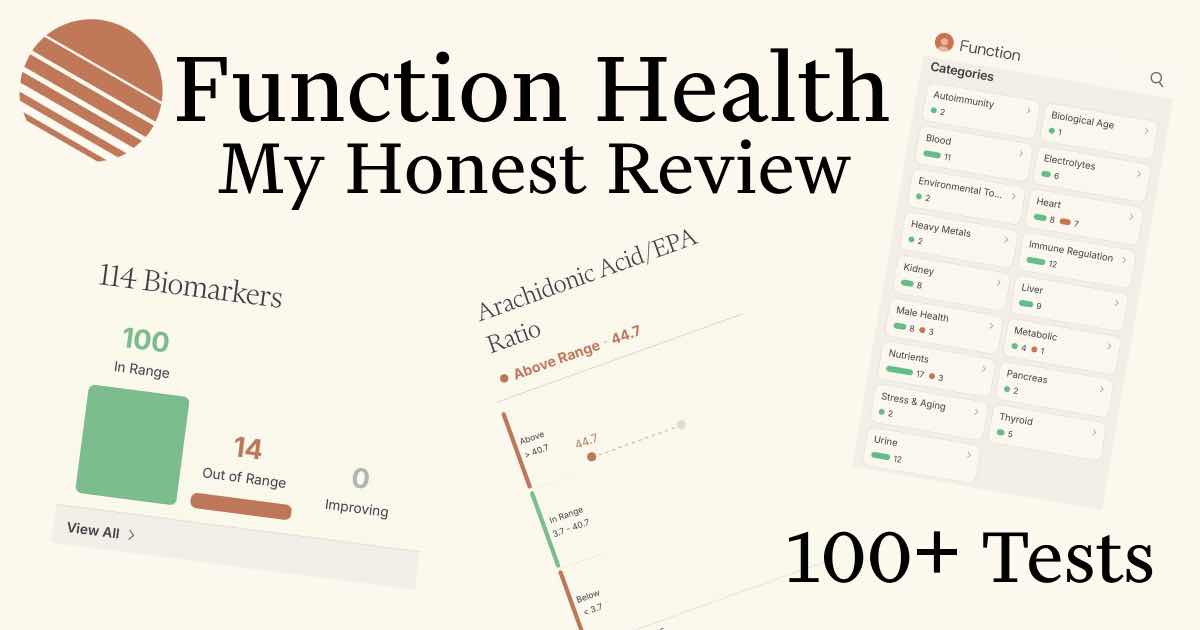 Function Health
My Honest Review
114 Biomarkers
100
In Range
14
Out of Range
0
Improving
View All
Arachidonic Acid/EPA
Ratio
Above Range · 44.7
Above
> 40.7
44.7
In Range
3.7 - 40.7
Below
< 3.7
Function
Categories
Autoimmunity
2
Biological Age
1
Blood
11
Electrolytes
6
Environmental To...
2
Heart
8 7
Heavy Metals
2
Immune Regulation
12
Kidney
8
Liver
9
Male Health
8 3
Metabolic
4 1
Nutrients
17 3
Pancreas
2
Stress & Aging
2
Thyroid
5
Urine
12
100+ Tests